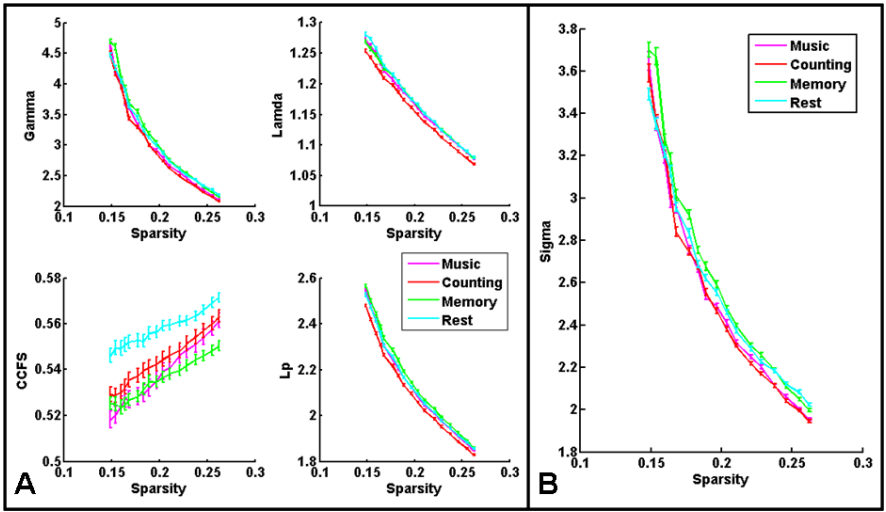 5
4.5
4
3.5
3
2.5
2
Gamma
0.1 0.15 0.2 0.25 0.3
Sparsity
1.3
1.25
1.2
1.15
1.1
1.05
1
Lamda
0.1 0.15 0.2 0.25 0.3
Sparsity
0.58
0.56
0.54
0.52
0.5
CCFS
0.1 0.15 0.2 0.25 0.3
Sparsity
A
2.6
2.4
2.2
2
1.8
Lp
Music
Counting
Memory
Rest
0.1 0.15 0.2 0.25 0.3
Sparsity
3.8
3.6
3.4
3.2
3
2.8
2.6
2.4
2.2
2
1.8
Sigma
Music
Counting
Memory
Rest
0.1 0.15 0.2 0.25 0.3
Sparsity
B